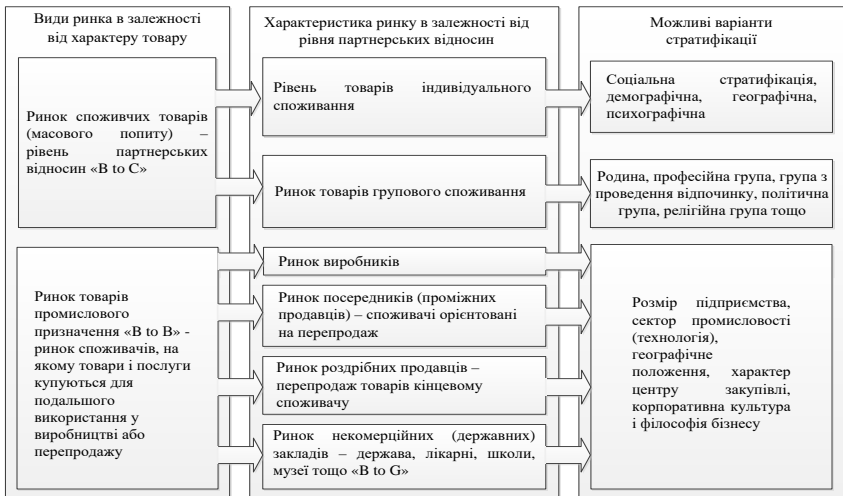 Види ринка в залежності
від характеру товару
Характеристика ринку в залежності від
рівня партнерських відносин
Можливі варіанти
стратифікації
Ринок споживчих товарів
(масового попиту) –
рівень партнерських
відносин «B to C»
Рівень товарів індивідуального
споживання
Соціальна стратифікація,
демографічна, географічна,
психографічна
Ринок товарів групового споживання
Родина, професійна група, група з
проведення відпочинку, політична
група, релігійна група тощо
Ринок товарів
промислового
призначення «B to B» -
ринок споживачів, на
якому товари і послуги
купуються для
подальшого
використання у
виробництві або
перепродажу
Ринок виробників
Ринок посередників (проміжних
продавців) – споживачі орієнтовані
на перепродаж
Ринок роздрібних продавців –
перепродаж товарів кінцевому
споживачу
Ринок некомерційних (державних)
закладів – держава, лікарні, школи,
музеї тощо «B to G»
Розмір підприємства,
сектор промисловості
(технологія),
географічне
положення, характер
центру закупівлі,
корпоративна культура
і філософія бізнесу